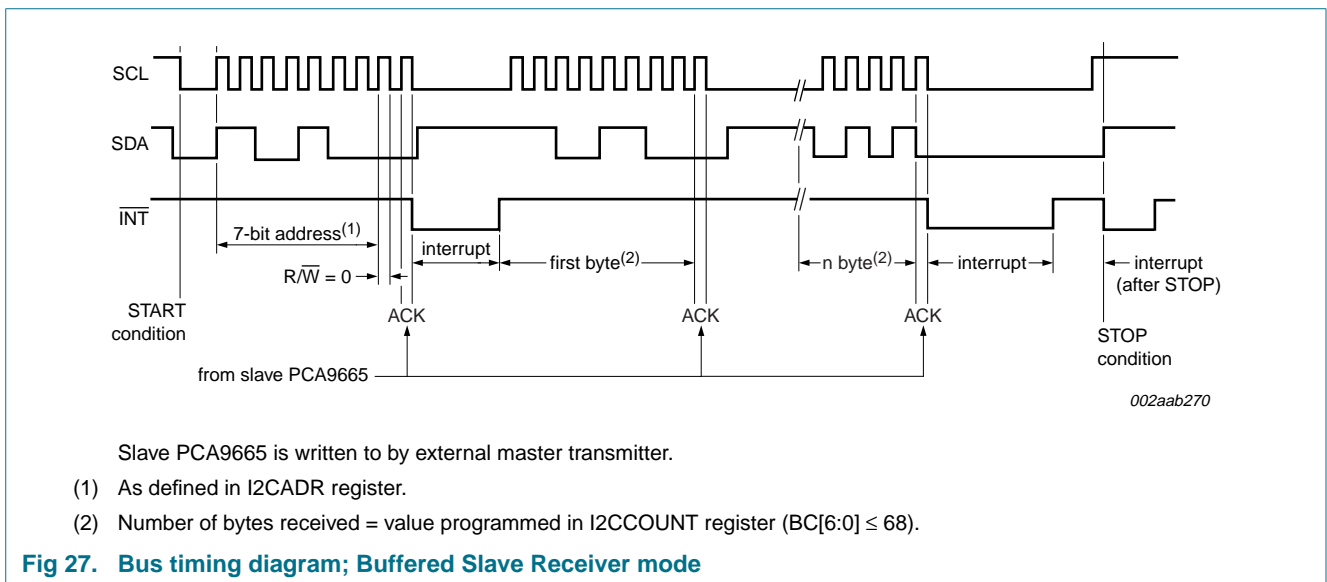 SCL
SDA
INT
7-bit address(1)
R/W = 0
interrupt
first byte(2)
n byte(2)
interrupt
interrupt
(after STOP)
START
condition
ACK
ACK
ACK
STOP
condition
from slave PCA9665
002aab270
Slave PCA9665 is written to by external master transmitter.
(1) As defined in I2CADR register.
(2) Number of bytes received = value programmed in I2CCOUNT register (BC[6:0] ≤ 68).
Fig 27. Bus timing diagram; Buffered Slave Receiver mode